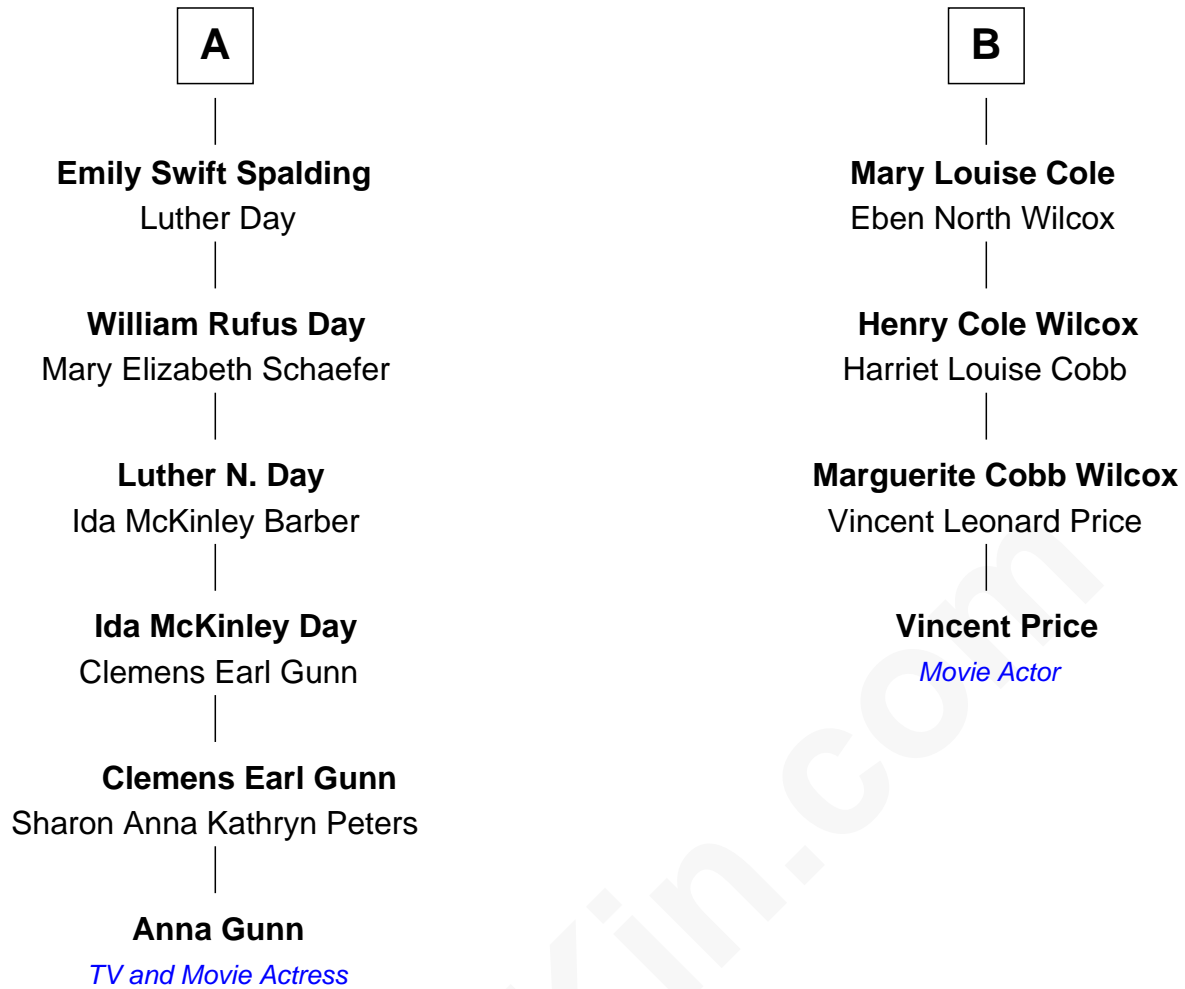 A
Emily Swift Spalding
Luther Day
William Rufus Day
Mary Elizabeth Schaefer
Luther N. Day
Ida McKinley Barber
Ida McKinley Day
Clemens Earl Gunn
Clemens Earl Gunn
Sharon Anna Kathryn Peters
Anna Gunn
TV and Movie Actress
B
Mary Louise Cole
Eben North Wilcox
Henry Cole Wilcox
Harriet Louise Cobb
Marguerite Cobb Wilcox
Vincent Leonard Price
Vincent Price
Movie Actor
Kin.com